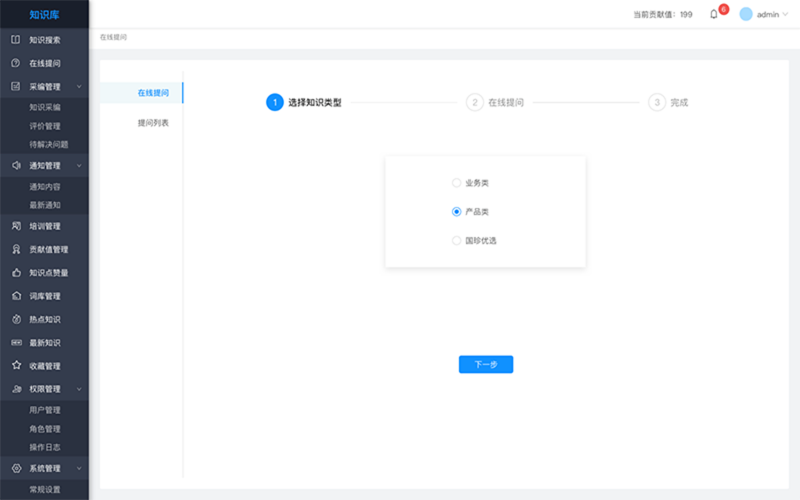 知识库
当前贡献值：199
6
admin
知识搜索
在线提问
采编管理
知识采编
评价管理
待解决问题
通知管理
通知内容
最新通知
培训管理
贡献值管理
知识点赞量
词库管理
热点知识
最新知识
收藏管理
权限管理
用户管理
角色管理
操作日志
系统管理
常规设置
在线提问
在线提问
提问列表
1 选择知识类型
2 在线提问
3 完成
业务类
产品类
国珍优选
下一步